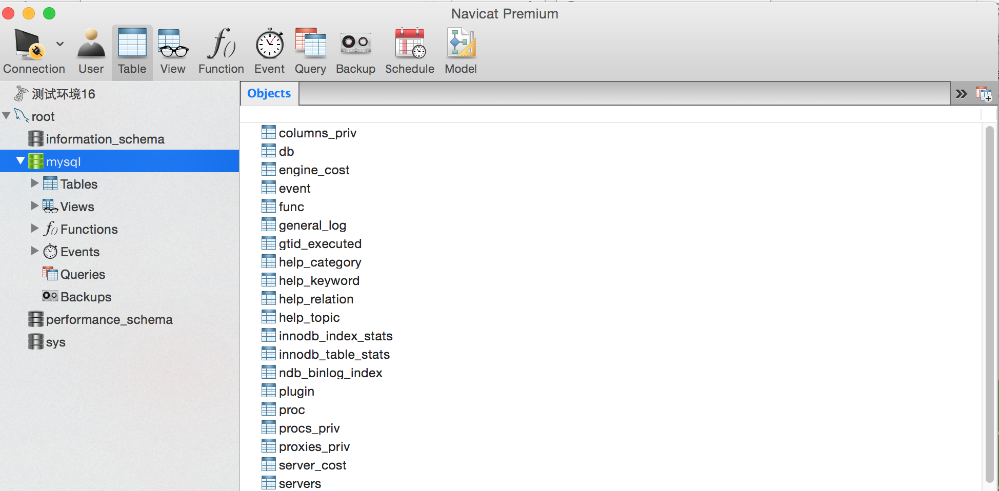 Navicat Premium
Connection User Table View Function Event Query Backup Schedule Model
测试环境16
root
information_schema
mysql
Tables
Views
Functions
Events
Queries
Backups
performance_schema
sys
Objects
columns_priv
db
engine_cost
event
func
general_log
gtid_executed
help_category
help_keyword
help_relation
help_topic
innodb_index_stats
innodb_table_stats
ndb_binlog_index
plugin
proc
procs_priv
proxies_priv
server_cost
servers